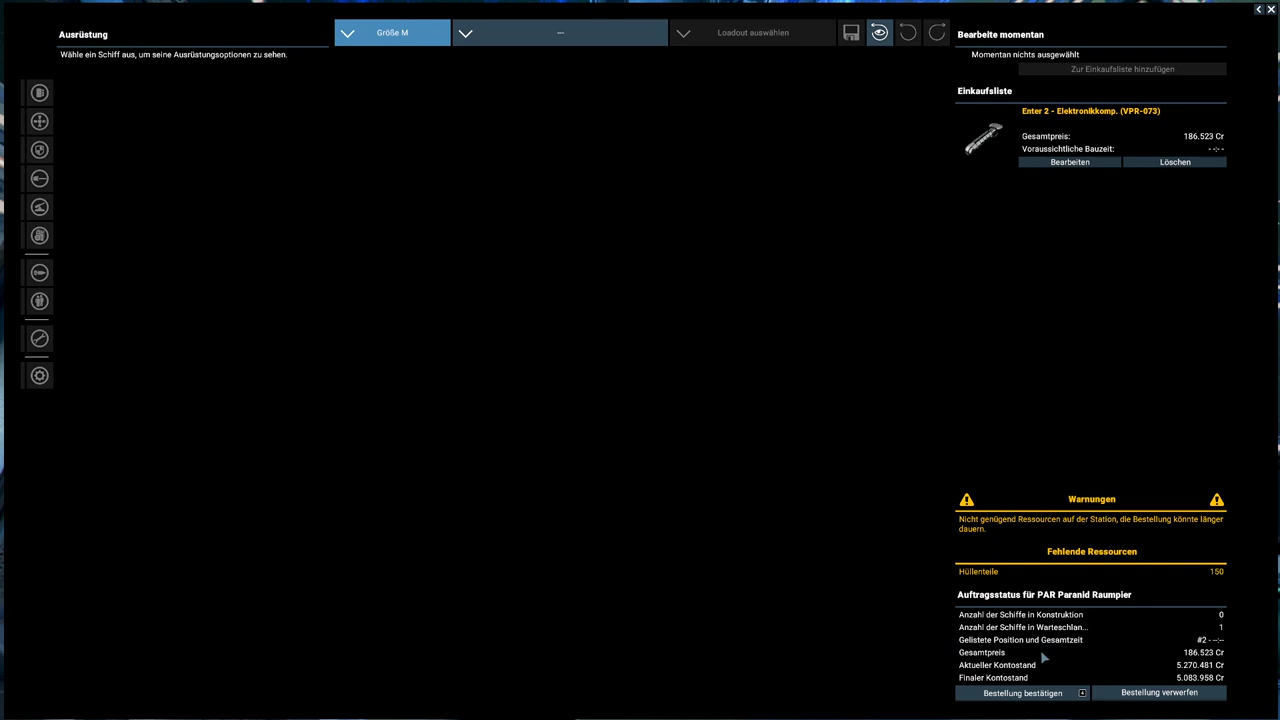 Ausrüstung
Wähle ein Schiff aus, um seine Ausrüstungsoptionen zu sehen.
Größe M
---
Loadout auswählen
Bearbeite momentan
Momentan nichts ausgewählt
Zur Einkaufsliste hinzufügen
Einkaufsliste
Enter 2 - Elektronikkomp. (VPR-073)
Gesamtpreis: 186.523 Cr
Voraussichtliche Bauzeit: --:--
Bearbeiten Löschen
Warnungen
Nicht genügend Ressourcen auf der Station, die Bestellung könnte länger
dauern.
Fehlende Ressourcen
Hüllenteile 150
Auftragsstatus für PAR Paranid Raumpier
Anzahl der Schiffe in Konstruktion 0
Anzahl der Schiffe in Warteschlan... 1
Gelistete Position und Gesamtzeit #2 - --:--
Gesamtpreis 186.523 Cr
Aktueller Kontostand 5.270.481 Cr
Finaler Kontostand 5.083.958 Cr
Bestellung bestätigen Bestellung verwerfen